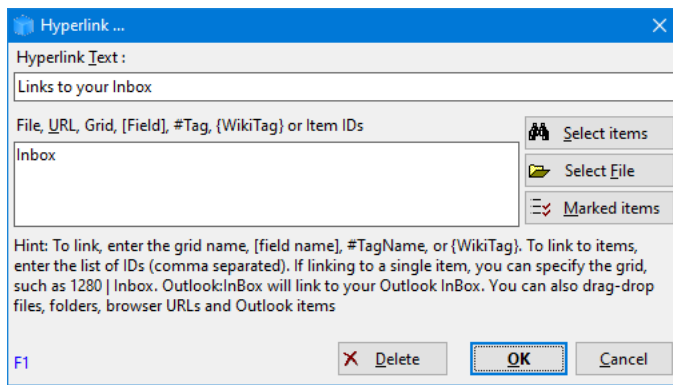 Hyperlink ...
Hyperlink Text :
Links to your Inbox
File, URL, Grid, [Field], #Tag, {WikiTag} or Item IDs
Inbox
Select items
Select File
Marked items
Hint: To link, enter the grid name, [field name], #TagName, or {WikiTag}. To link to items,
enter the list of IDs (comma separated). If linking to a single item, you can specify the grid,
such as 1280 | Inbox. Outlook:InBox will link to your Outlook InBox. You can also drag-drop
files, folders, browser URLs and Outlook items
F1
Delete
OK
Cancel